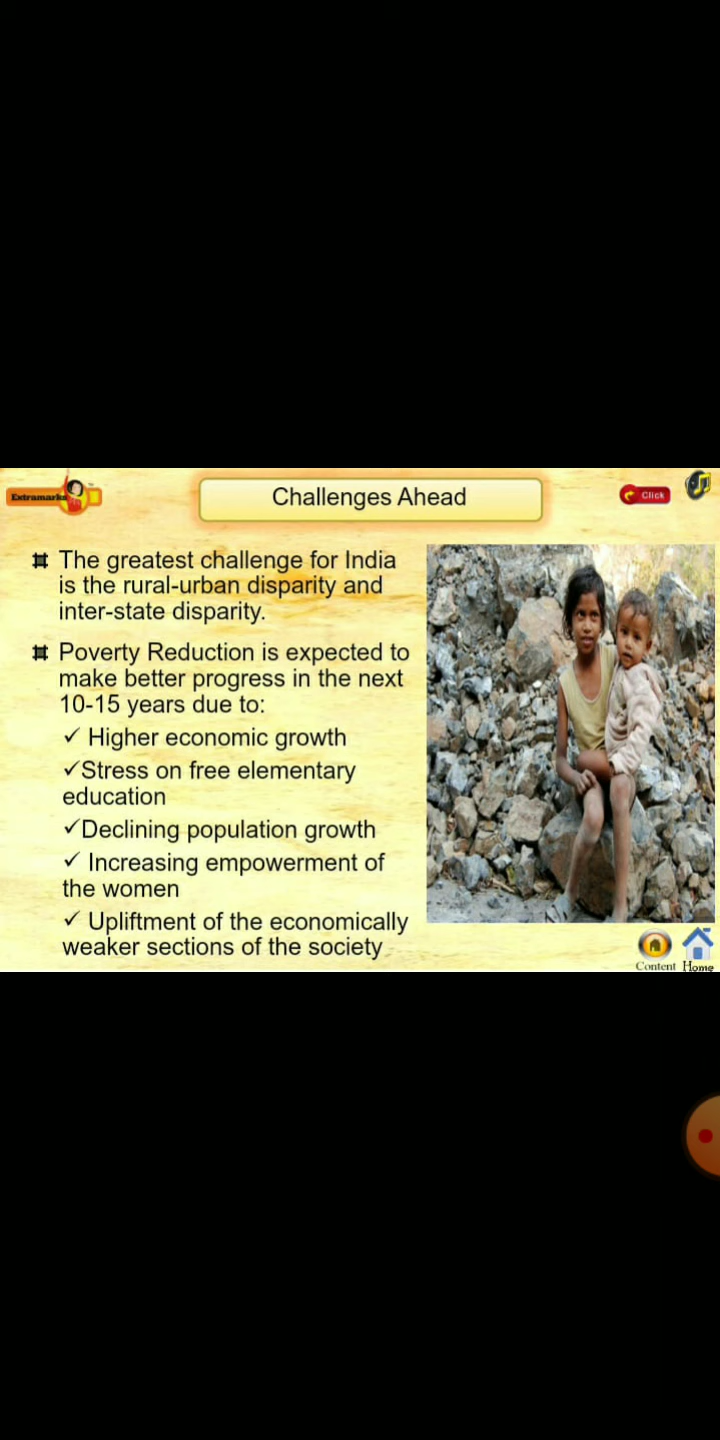 Extramarks
Challenges Ahead
Click
The greatest challenge for India
is the rural-urban disparity and
inter-state disparity.
Poverty Reduction is expected to
make better progress in the next
10-15 years due to:
✓ Higher economic growth
✓Stress on free elementary
education
✓Declining population growth
✓ Increasing empowerment of
the women
✓ Upliftment of the economically
weaker sections of the society
Content Home